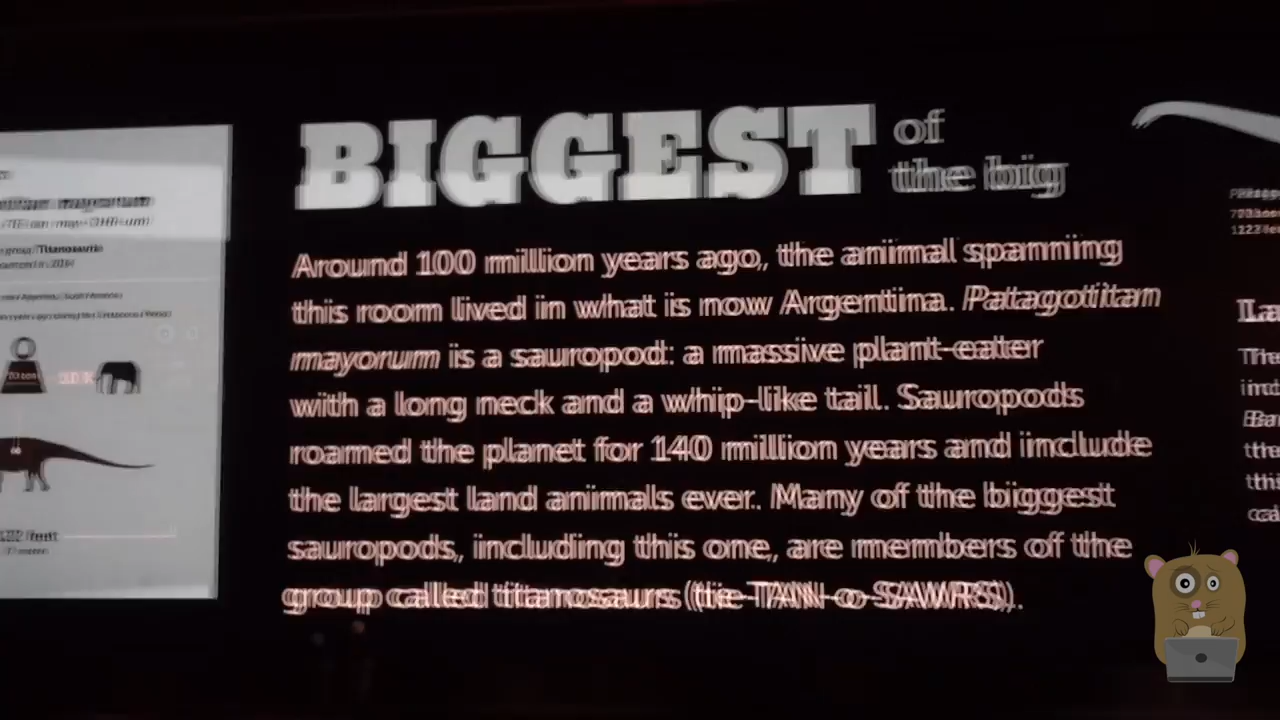 BIGGEST of
the big
Around 100 million years ago, the animal spanning
this room lived in what is now Argentina. Patagotitan
mayorum is a sauropod: a massive plant-eater
with a long neck and a whip-like tail. Sauropods
roamed the planet for 140 million years and include
the largest land animals ever. Many of the biggest
sauropods, including this one, are members of the
group called titanosaurs (tie-TAN-o-SAWRS).
122 feet